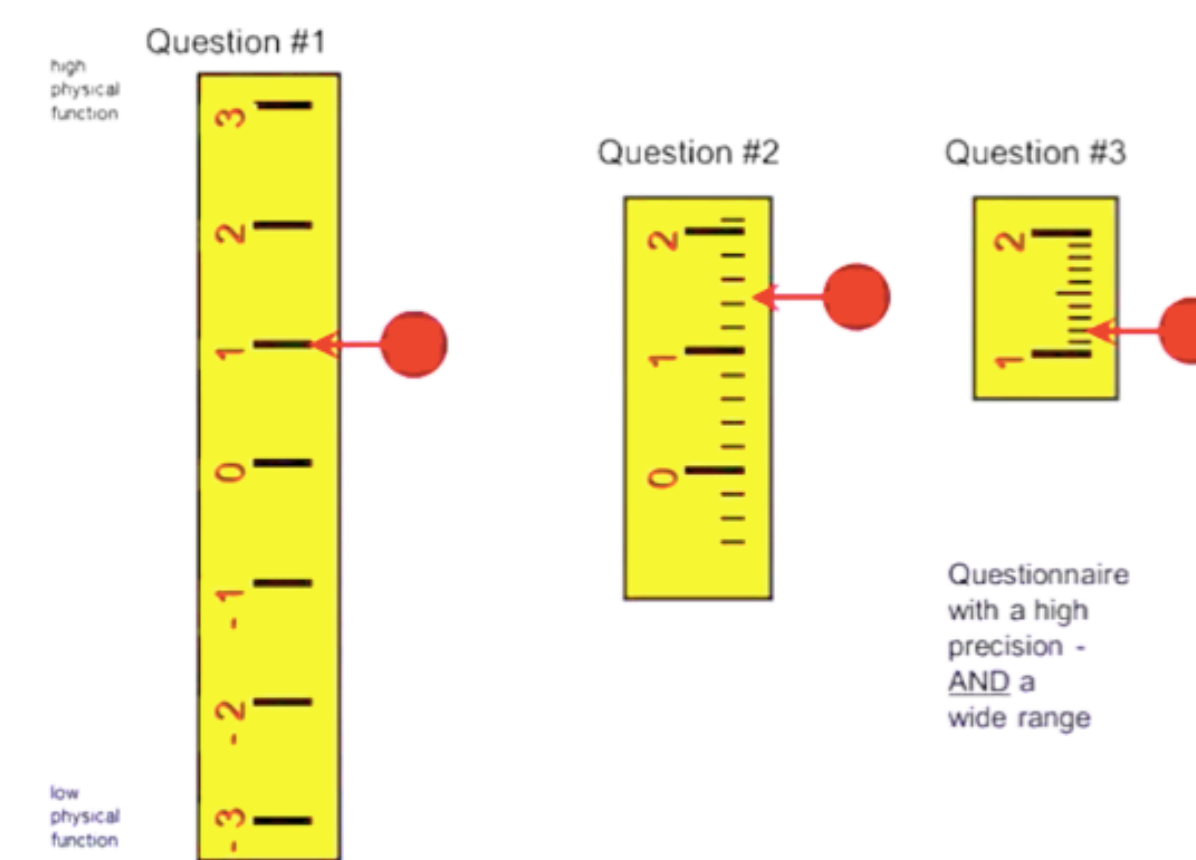 Question #1
high
physical
function
3
2
1
0
- 1
- 2
- 3
low
physical
function
Question #2
2
1
0
Question #3
2
1
Questionnaire
with a high
precision -
AND a
wide range